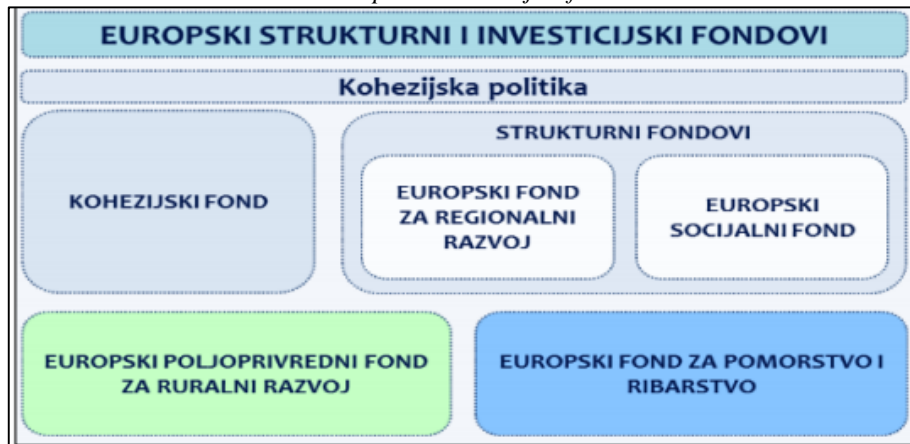 EUROPSKI STRUKTURNI I INVESTICIJSKI FONDOVI
Kohezijska politika
KOHEZIJSKI FOND
STRUKTURNI FONDOVI
EUROPSKI FOND
ZA REGIONALNI
RAZVOJ
EUROPSKI
SOCIJALNI FOND
EUROPSKI POLJOPRIVREDNI FOND
ZA RURALNI RAZVOJ
EUROPSKI FOND ZA POMORSTVO I
RIBARSTVO